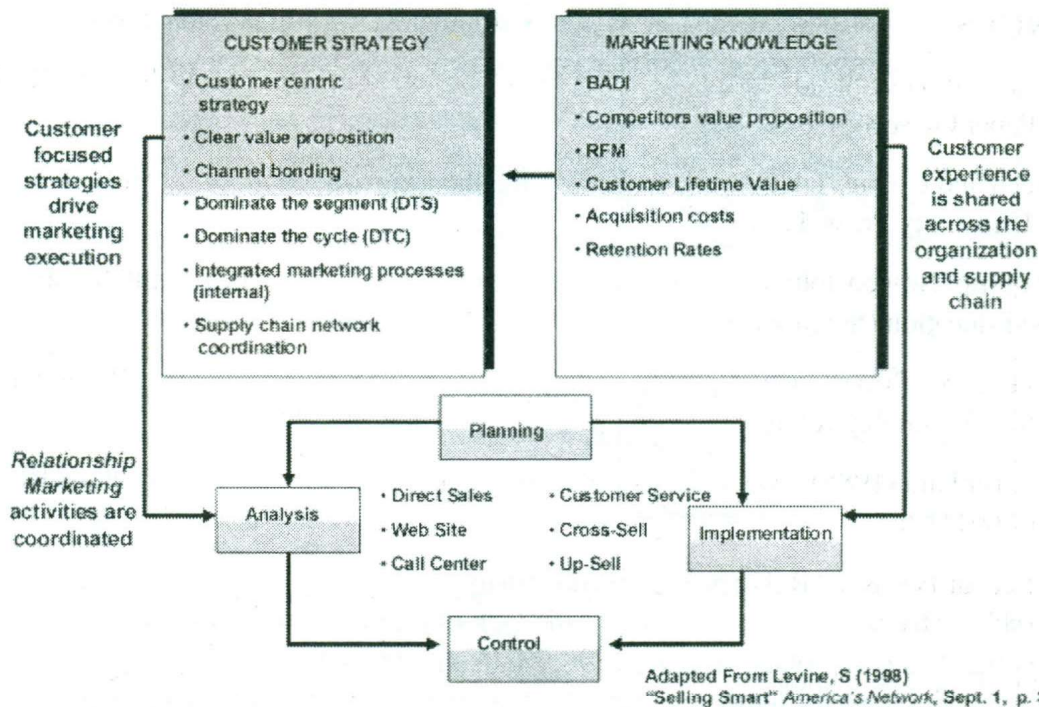 CUSTOMER STRATEGY
• Customer centric
strategy
• Clear value proposition
• Channel bonding
• Dominate the segment (DTS)
• Dominate the cycle (DTC)
• Integrated marketing processes
(internal)
• Supply chain network
coordination
MARKETING KNOWLEDGE
• BADI
• Competitors value proposition
• RFM
• Customer Lifetime Value
• Acquisition costs
• Retention Rates
Customer
focused
strategies
drive
marketing
execution
Customer
experience
is shared
across the
organization
and supply
chain
Relationship
Marketing
activities are
coordinated
Planning
Analysis
• Direct Sales
• Web Site
• Call Center
• Customer Service
• Cross-Sell
• Up-Sell
Implementation
Control
Adapted From Levine, S (1998)
"Selling Smart" America's Network, Sept. 1, p.